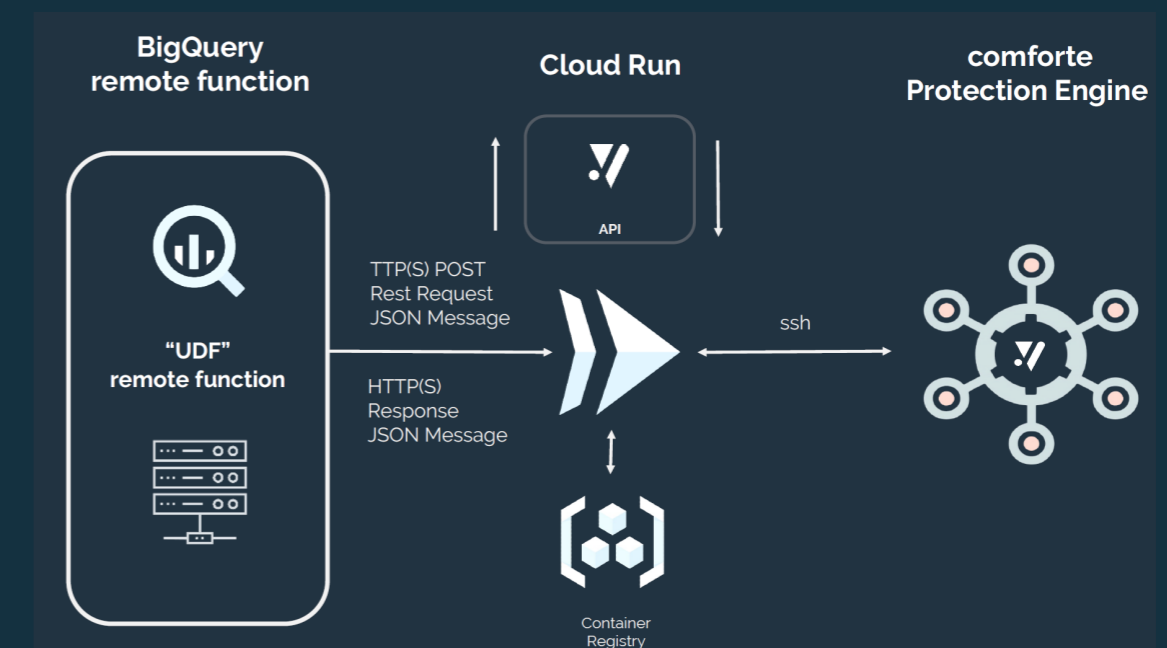 BigQuery
remote function
Cloud Run
comforte
Protection Engine
API
TTP(S) POST
Rest Request
JSON Message
ssh
“UDF”
remote function
HTTP(S)
Response
JSON Message
Container
Registry